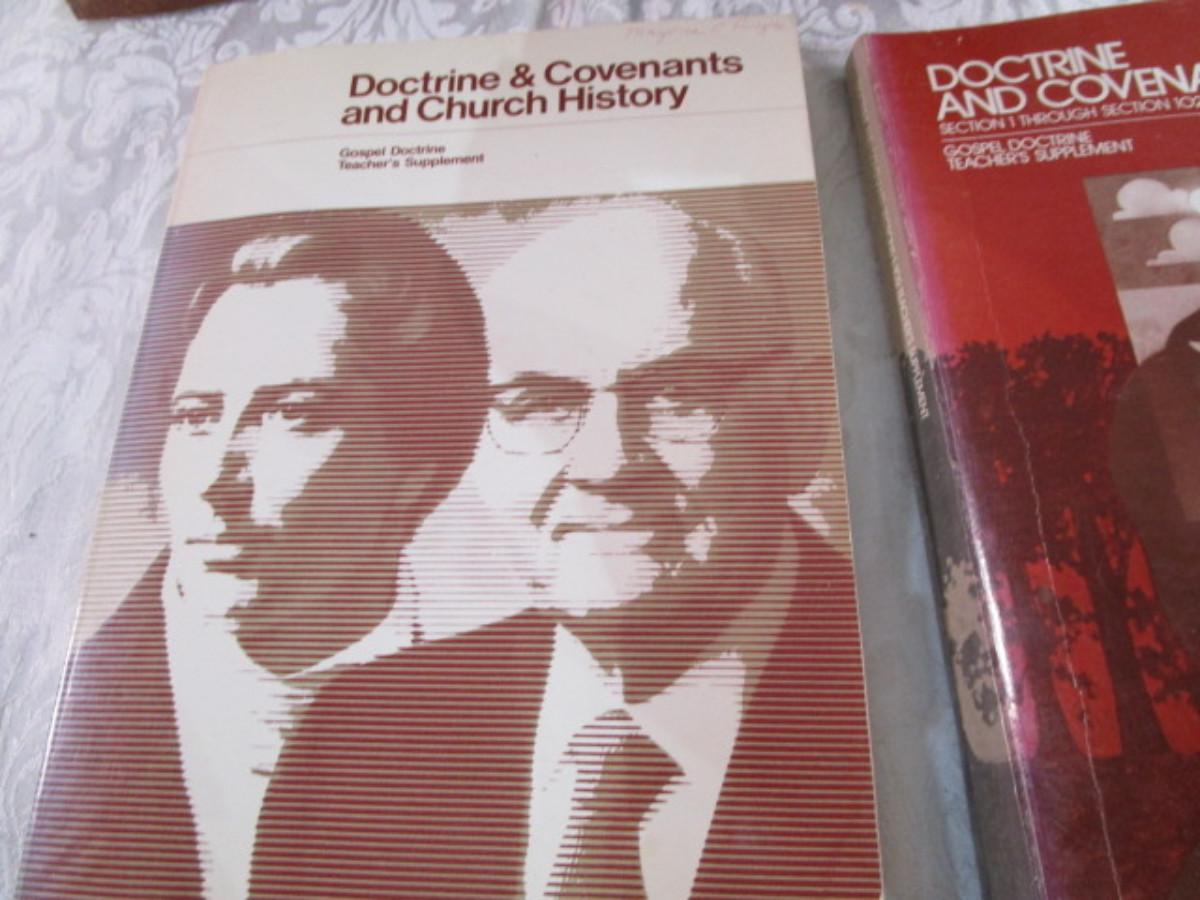 Doctrine & Covenants
and Church History
Gospel Doctrine
Teacher's Supplement
DOCTRINE
AND COVENA
SECTION 1 THROUGH SECTION 102
GOSPEL DOCTRINE
TEACHER'S SUPPLEMENT